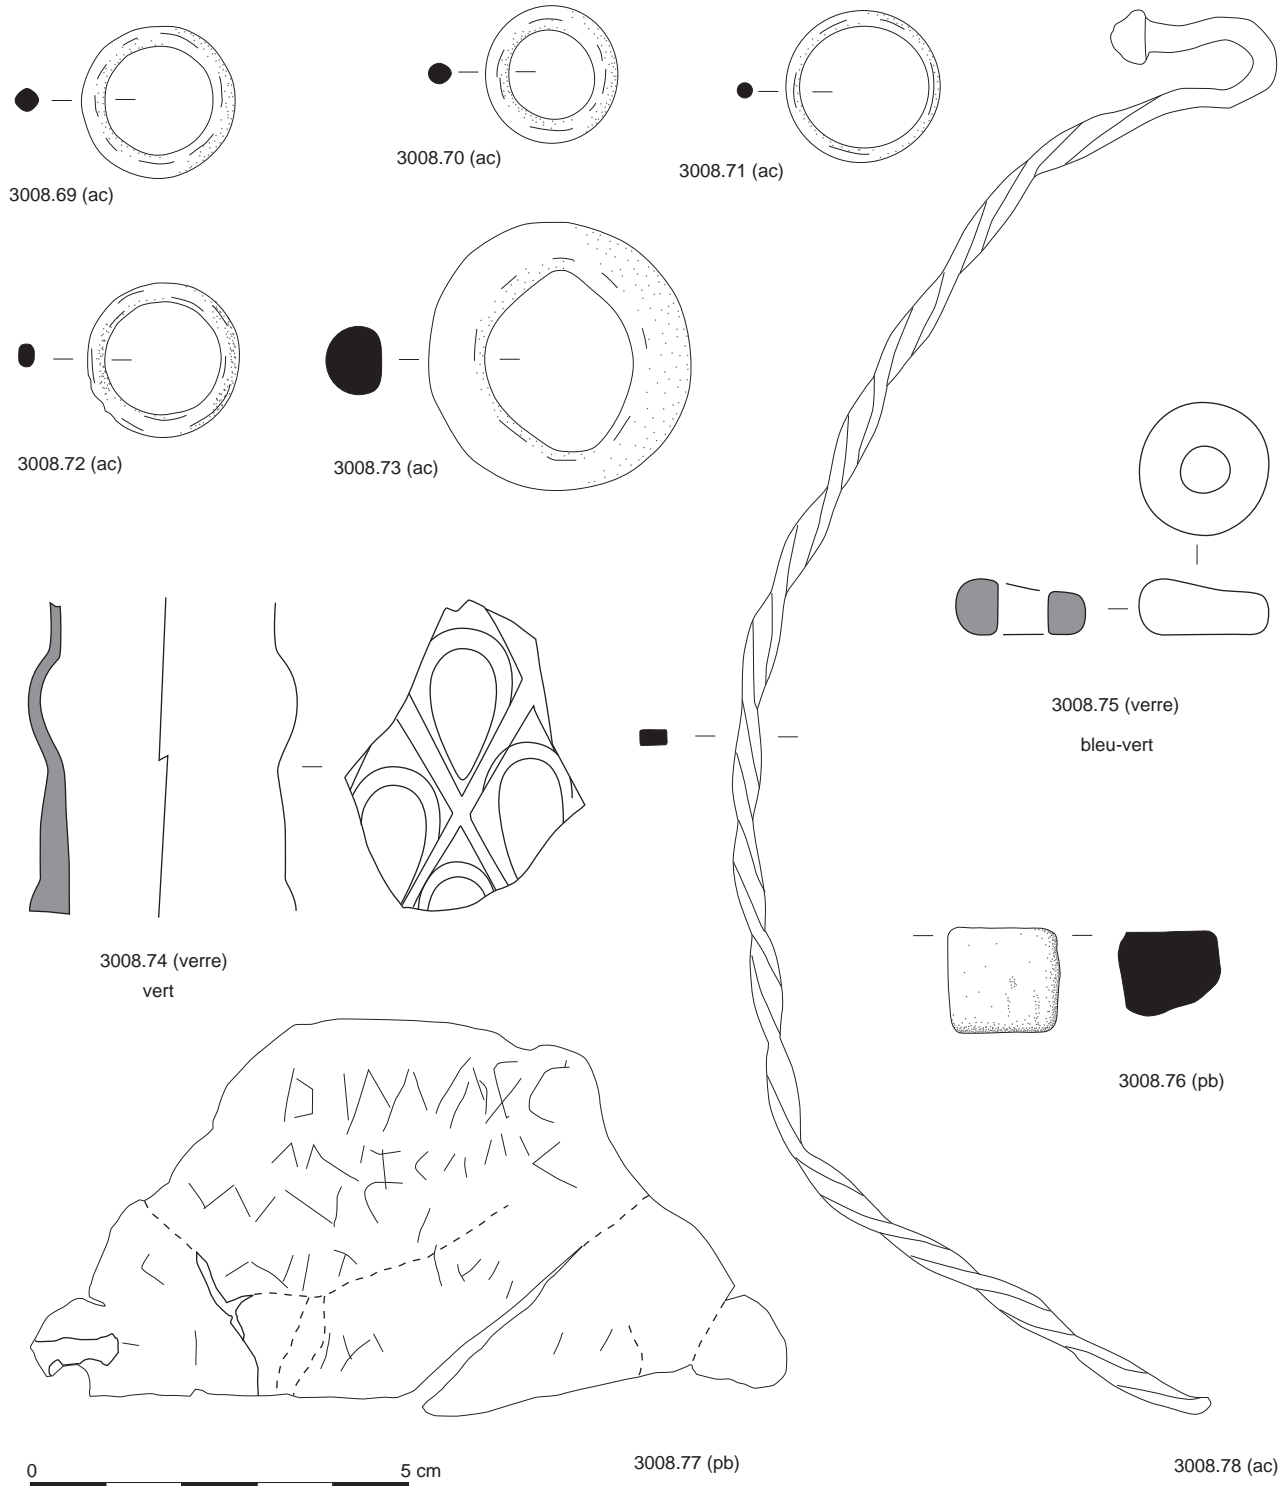 3008.69 (ac)
3008.70 (ac)
3008.71 (ac)
3008.72 (ac)
3008.73 (ac)
3008.74 (verre)
vert
3008.75 (verre)
bleu-vert
3008.76 (pb)
3008.77 (pb)
3008.78 (ac)
0
5 cm